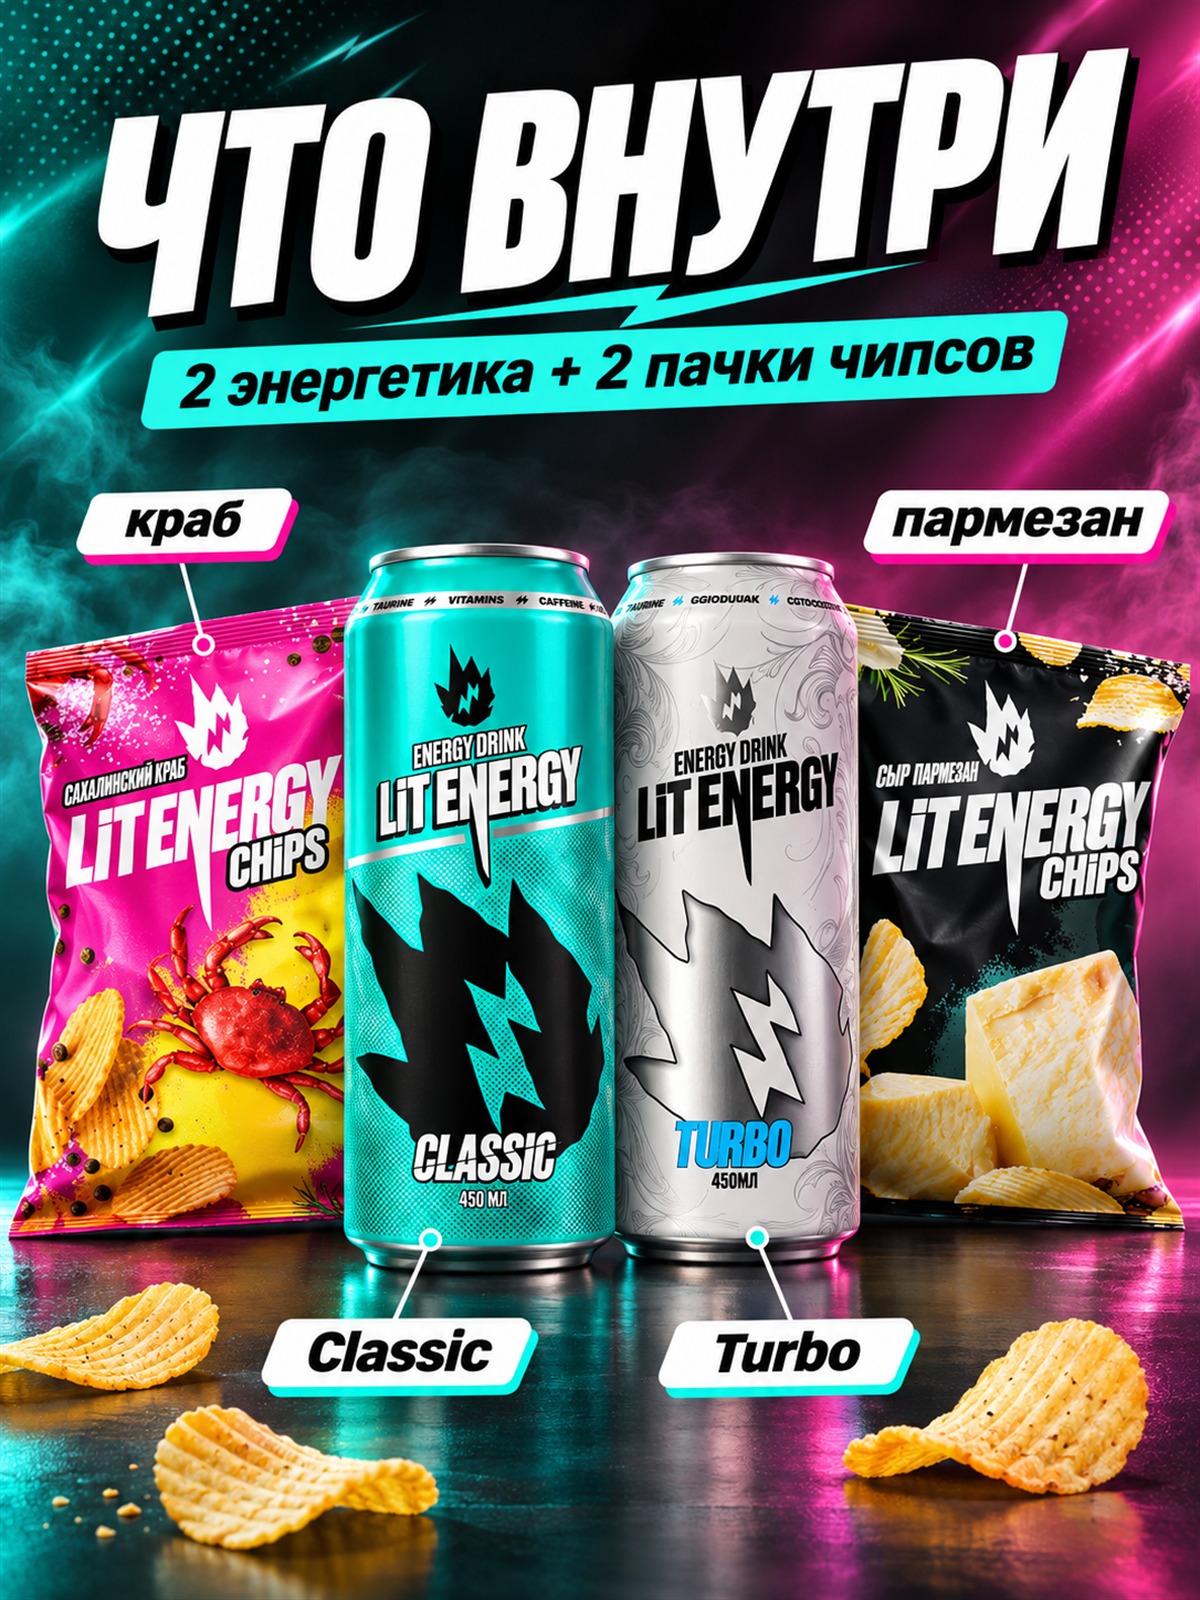 ЧТО ВНУТРИ
2 энергетика + 2 пачки чипсов
краб
пармезан
TAURINE VITAMINS CAFFEINE
TAURINE GGIODUUAK
САХАЛИНСКИЙ КРАБ
LiT ENERGY
CHiPS
ENERGY DRINK
LiT ENERGY
CLASSIC
450 МЛ
ENERGY DRINK
LiT ENERGY
TURBO
450МЛ
СЫР ПАРМЕЗАН
LiT ENERGY
CHiPS
Classic
Turbo